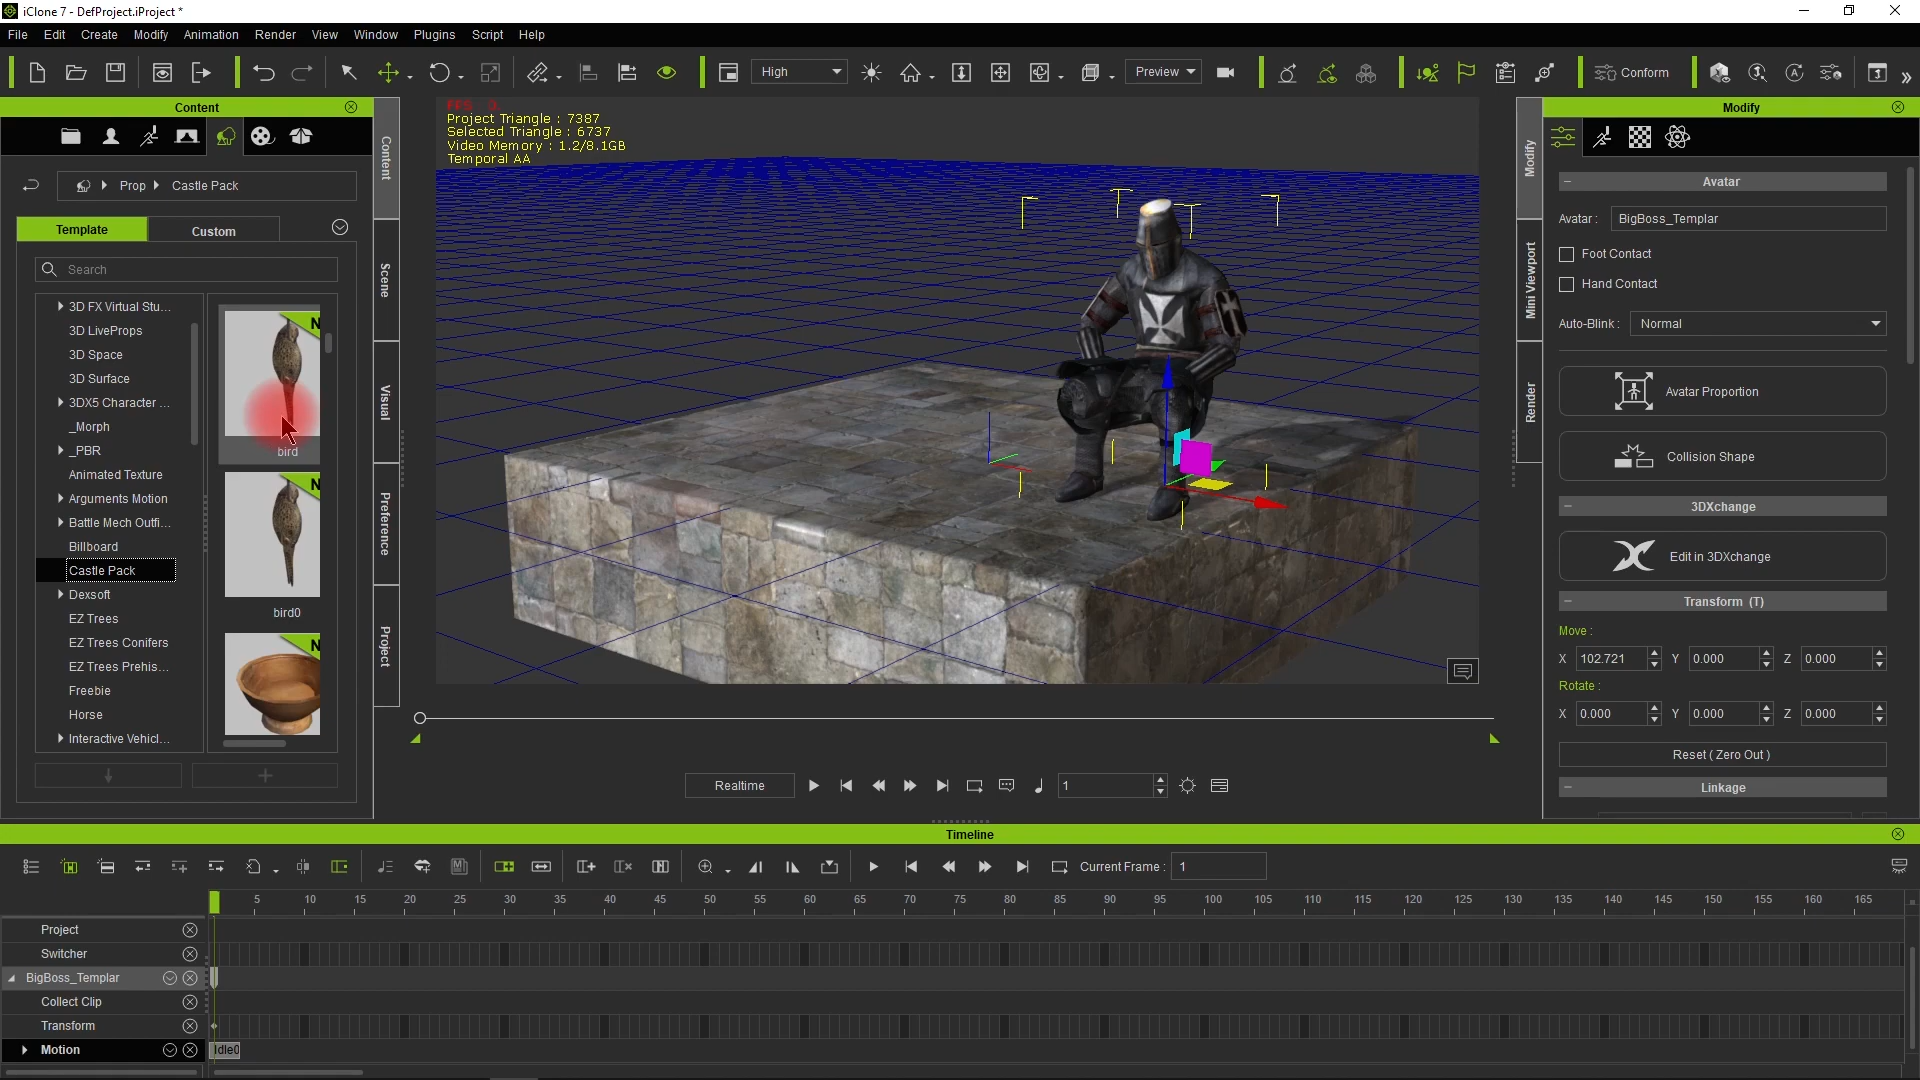 iClone 7 - DefProject.iProject *
File Edit Create Modify Animation Render View Window Plugins Script Help
High
Preview
Conform
Content
Prop
Castle Pack
Template
Custom
Search
3D FX Virtual Stu...
3D LiveProps
3D Space
3D Surface
3DX5 Character ...
_Morph
_PBR
Animated Texture
Arguments Motion
Battle Mech Outfi...
Billboard
Castle Pack
Dexsoft
EZ Trees
EZ Trees Conifers
EZ Trees Prehis...
Freebie
Horse
Interactive Vehicl...
N
bird
N
bird0
N
Content
Scene
Visual
Preference
Project
FPS 3.
Project Triangle : 7387
Selected Triangle : 6737
Video Memory : 1.2/8.1GB
Temporal AA
Realtime
1
Modify
Mini Viewport
Render
Modify
Avatar
Avatar : BigBoss_Templar
Foot Contact
Hand Contact
Auto-Blink : Normal
Avatar Proportion
Collision Shape
3DXchange
Edit in 3DXchange
Transform (T)
Move :
X 102.721 Y 0.000 Z 0.000
Rotate :
X 0.000 Y 0.000 Z 0.000
Reset ( Zero Out )
Linkage
Timeline
Current Frame : 1
5 10 15 20 25 30 35 40 45 50 55 60 65 70 75 80 85 90 95 100 105 110 115 120 125 130 135 140 145 150 155 160 165
Project
Switcher
BigBoss_Templar
Collect Clip
Transform
Motion
Idle0